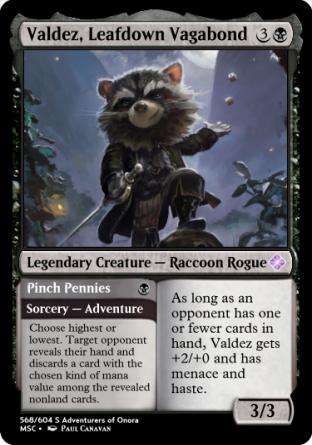 Valdez, Leafdown Vagabond 3
Legendary Creature — Raccoon Rogue
Pinch Pennies
Sorcery — Adventure
Choose highest or
lowest. Target opponent
reveals their hand and
discards a card with the
chosen kind of mana
value among the revealed
nonland cards.
As long as an
opponent has one
or fewer cards in
hand, Valdez gets
+2/+0 and has
menace and
haste.
3/3
568/604 S Adventurers of Onora
MSC • Paul Canavan